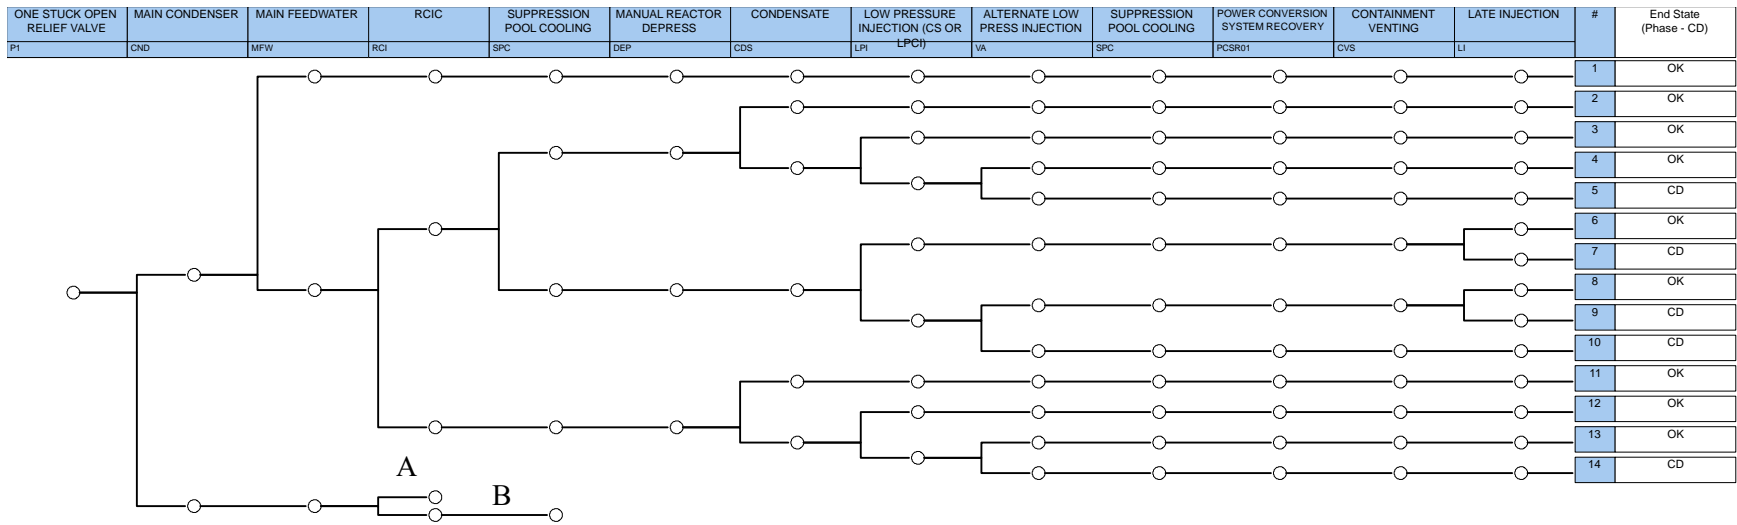 ONE STUCK OPEN RELIEF VALVE
MAIN CONDENSER
MAIN FEEDWATER
RCIC
SUPPRESSION POOL COOLING
MANUAL REACTOR DEPRESS
CONDENSATE
LOW PRESSURE INJECTION (CS OR LPCI)
ALTERNATE LOW PRESS INJECTION
SUPPRESSION POOL COOLING
POWER CONVERSION SYSTEM RECOVERY
CONTAINMENT VENTING
LATE INJECTION
#
End State (Phase - CD)
P1
CND
MFW
RCI
SPC
DEP
CDS
LPI
VA
SPC
PCSR01
CVS
LI
1 OK
2 OK
3 OK
4 OK
5 CD
6 OK
7 CD
8 OK
9 CD
10 CD
11 OK
12 OK
13 OK
14 CD
A
B